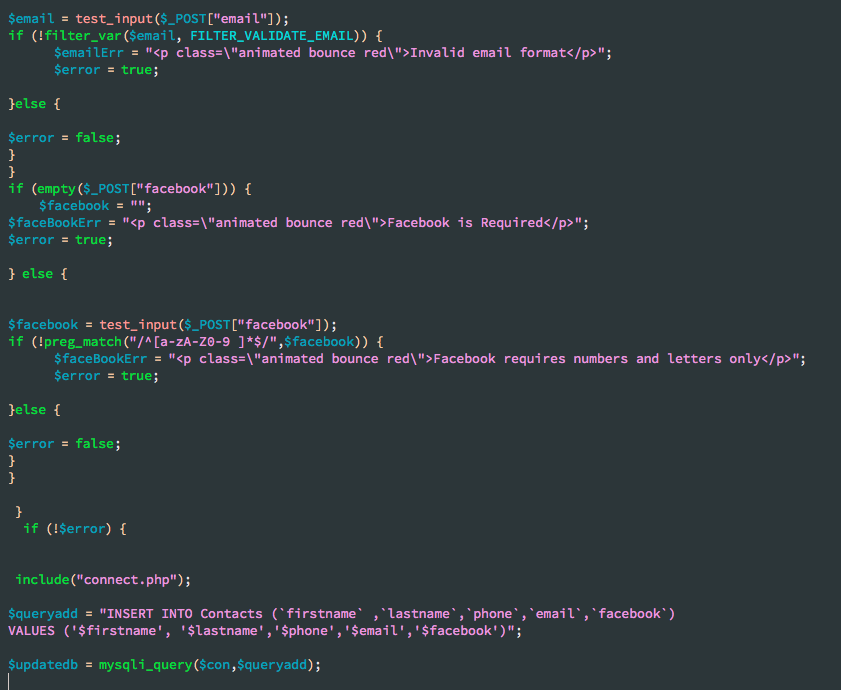 $email = test_input($_POST["email"]);
if (!filter_var($email, FILTER_VALIDATE_EMAIL)) {
$emailErr = "<p class=\"animated bounce red\">Invalid email format</p>";
$error = true;
}else {
$error = false;
}
}
if (empty($_POST["facebook"])) {
$facebook = "";
$faceBookErr = "<p class=\"animated bounce red\">Facebook is Required</p>";
$error = true;
} else {
$facebook = test_input($_POST["facebook"]);
if (!preg_match("/^[a-zA-Z0-9 ]*$/",$facebook)) {
$faceBookErr = "<p class=\"animated bounce red\">Facebook requires numbers and letters only</p>";
$error = true;
}else {
$error = false;
}
}
}
if (!$error) {
include("connect.php");
$queryadd = "INSERT INTO Contacts (`firstname` ,`lastname`,`phone`,`email`,`facebook`)
VALUES ('$firstname', '$lastname','$phone','$email','$facebook')";
$updatedb = mysqli_query($con,$queryadd);